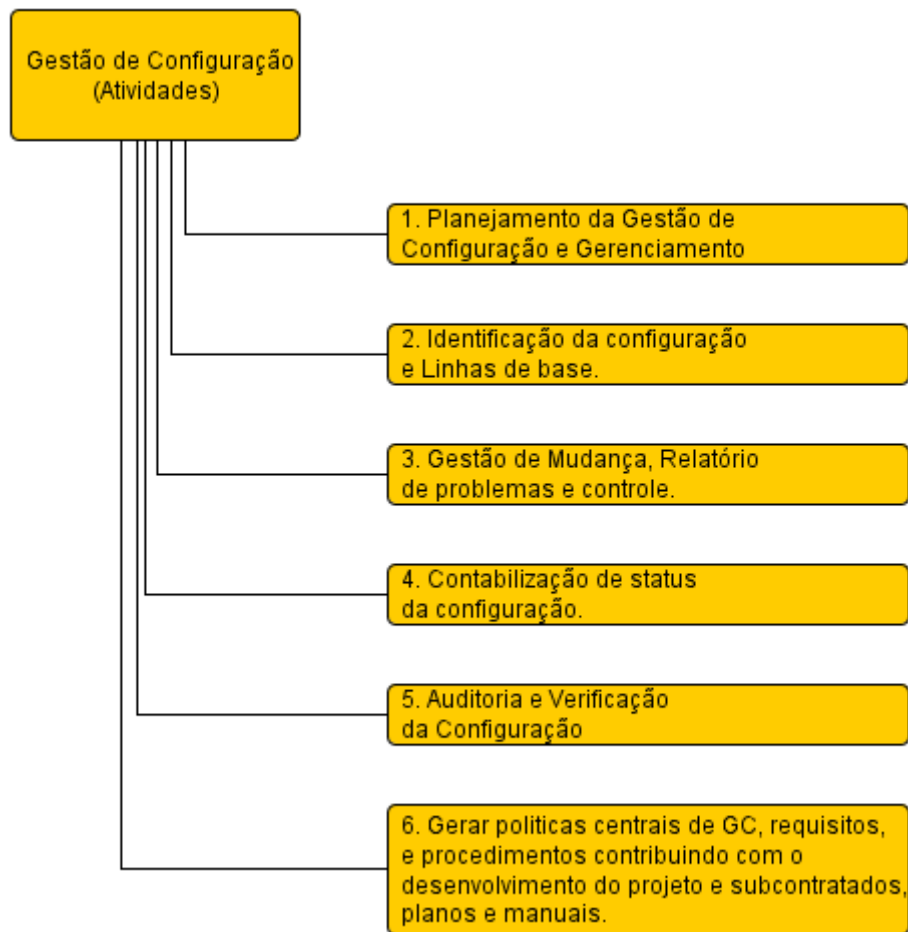 Gestão de Configuração
(Atividades)
1. Planejamento da Gestão de
Configuração e Gerenciamento
2. Identificação da configuração
e Linhas de base.
3. Gestão de Mudança, Relatório
de problemas e controle.
4. Contabilização de status
da configuração.
5. Auditoria e Verificação
da Configuração
6. Gerar politicas centrais de GC, requisitos,
e procedimentos contribuindo com o
desenvolvimento do projeto e subcontratados,
planos e manuais.